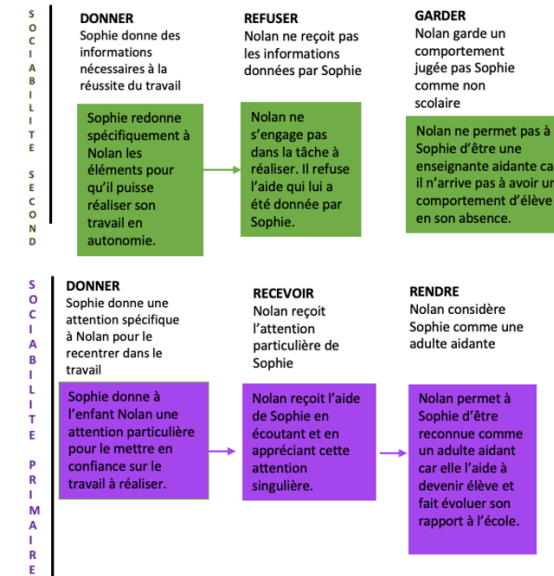 SOCIABILITE SECOND
DONNER
Sophie donne des
informations
nécessaires à la
réussite du travail
REFUSER
Nolan ne reçoit pas
les informations
données par Sophie
GARDER
Nolan garde un
comportement
jugée pas Sophie
comme non
scolaire
Sophie redonne
spécifiquement à
Nolan les
éléments pour
qu'il puisse
réaliser son
travail en
autonomie.
Nolan ne
s'engage pas
dans la tâche à
réaliser. Il refuse
l'aide qui lui a
été donnée par
Sophie.
Nolan ne permet pas à
Sophie d'être une
enseignante aidante ca
il n'arrive pas à avoir un
comportement d'élève
en son absence.
SOCIABILITE PRIMAIRE
DONNER
Sophie donne une
attention spécifique
à Nolan pour le
recentrer dans le
travail
RECEVOIR
Nolan reçoit
l'attention
particulière de
Sophie
RENDRE
Nolan considère
Sophie comme une
adulte aidante
Sophie donne à
l'enfant Nolan une
attention particulière
pour le mettre en
confiance sur le
travail à réaliser.
Nolan reçoit l'aide
de Sophie en
écoutant et en
appréciant cette
attention
singulière.
Nolan permet à
Sophie d'être
reconnue comme
un adulte aidant
car elle l'aide à
devenir élève et
fait évoluer son
rapport à l'école.